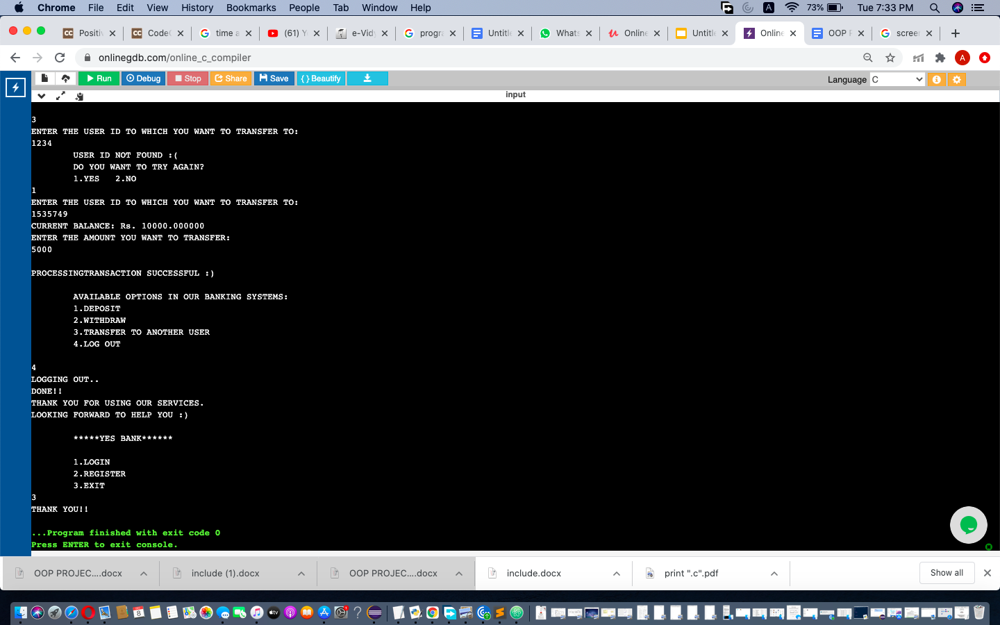 Chrome File Edit View History Bookmarks People Tab Window Help 73% Tue 7:33 PM
Positiv CodeC time a (61) Y e-Vidy progra Untitle Whats Online Untitle Online OOP P screen
onlinegdb.com/online_c_compiler
Run Debug Stop Share Save { } Beautify Language C
input
3
ENTER THE USER ID TO WHICH YOU WANT TO TRANSFER TO:
1234
USER ID NOT FOUND :(
DO YOU WANT TO TRY AGAIN?
1.YES 2.NO
1
ENTER THE USER ID TO WHICH YOU WANT TO TRANSFER TO:
1535749
CURRENT BALANCE: Rs. 10000.000000
ENTER THE AMOUNT YOU WANT TO TRANSFER:
5000
PROCESSINGTRANSACTION SUCCESSFUL :)
AVAILABLE OPTIONS IN OUR BANKING SYSTEMS:
1.DEPOSIT
2.WITHDRAW
3.TRANSFER TO ANOTHER USER
4.LOG OUT
4
LOGGING OUT..
DONE!!
THANK YOU FOR USING OUR SERVICES.
LOOKING FORWARD TO HELP YOU :)
*****YES BANK******
1.LOGIN
2.REGISTER
3.EXIT
3
THANK YOU!!
...Program finished with exit code 0
Press ENTER to exit console.
OOP PROJEC....docx include (1).docx OOP PROJEC....docx include.docx print ".c".pdf Show all